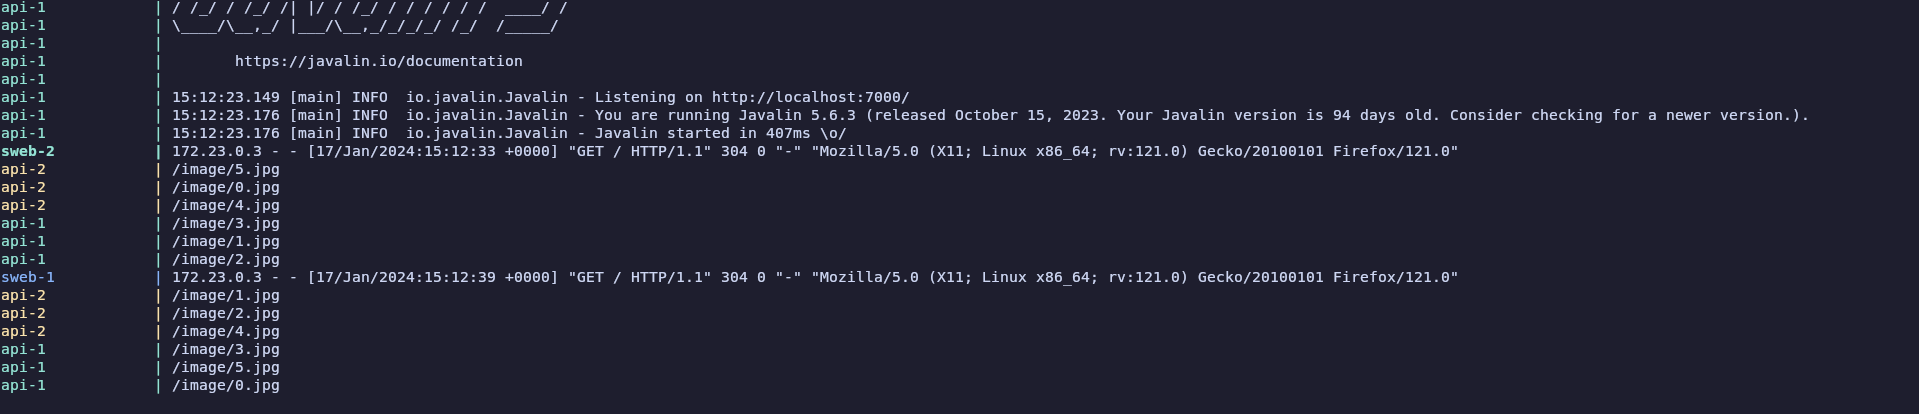 api-1            | / /_/ / /_/ /| |/ / /_/ / / / / / /  ____/ /
api-1            | \____/\__,_/ |___/\__,_/_/_/_/ /_/  /_____/
api-1            |
api-1            |        https://javalin.io/documentation
api-1            |
api-1            | 15:12:23.149 [main] INFO  io.javalin.Javalin - Listening on http://localhost:7000/
api-1            | 15:12:23.176 [main] INFO  io.javalin.Javalin - You are running Javalin 5.6.3 (released October 15, 2023. Your Javalin version is 94 days old. Consider checking for a newer version.).
api-1            | 15:12:23.176 [main] INFO  io.javalin.Javalin - Javalin started in 407ms \o/
sweb-2           | 172.23.0.3 - - [17/Jan/2024:15:12:33 +0000] "GET / HTTP/1.1" 304 0 "-" "Mozilla/5.0 (X11; Linux x86_64; rv:121.0) Gecko/20100101 Firefox/121.0"
api-2            | /image/5.jpg
api-2            | /image/0.jpg
api-2            | /image/4.jpg
api-1            | /image/3.jpg
api-1            | /image/1.jpg
api-1            | /image/2.jpg
sweb-1           | 172.23.0.3 - - [17/Jan/2024:15:12:39 +0000] "GET / HTTP/1.1" 304 0 "-" "Mozilla/5.0 (X11; Linux x86_64; rv:121.0) Gecko/20100101 Firefox/121.0"
api-2            | /image/1.jpg
api-2            | /image/2.jpg
api-2            | /image/4.jpg
api-1            | /image/3.jpg
api-1            | /image/5.jpg
api-1            | /image/0.jpg